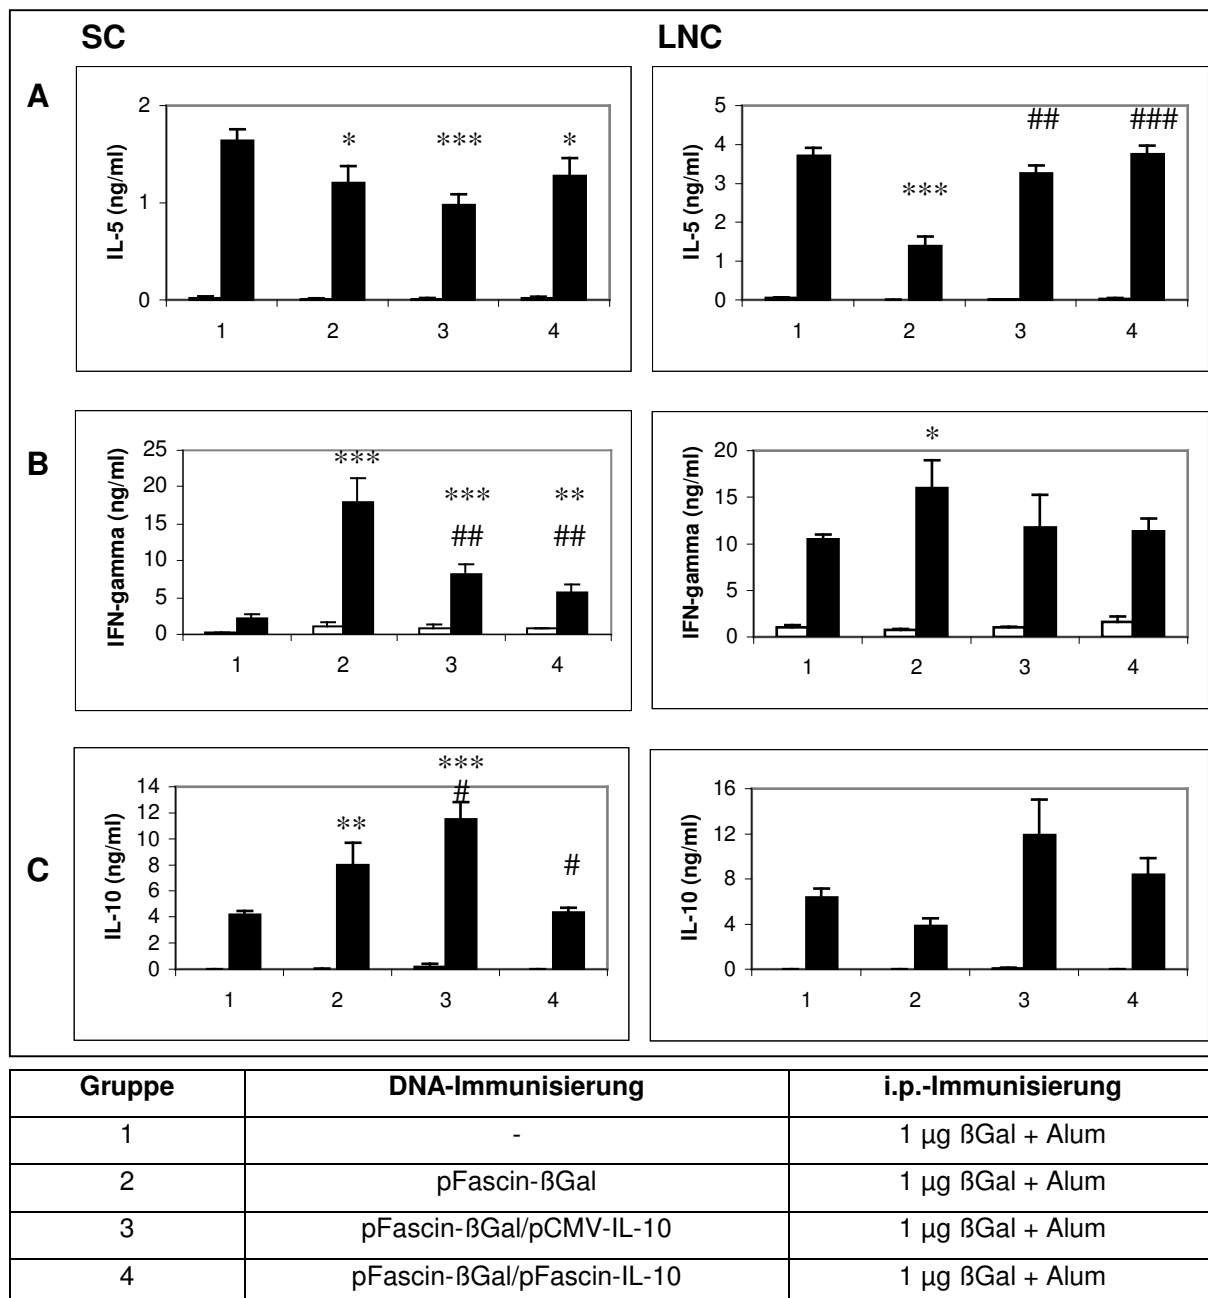 SC
LNC
A
IL-5 (ng/ml)
2
1
0
* *** *
1 2 3 4
IL-5 (ng/ml)
5
4
3
2
1
0
*** ## ###
1 2 3 4
B
IFN-gamma (ng/ml)
25
20
15
10
5
0
*** *** **
## ##
1 2 3 4
IFN-gamma (ng/ml)
20
15
10
5
0
*
1 2 3 4
C
IL-10 (ng/ml)
14
12
10
8
6
4
2
0
** *** #
#
1 2 3 4
IL-10 (ng/ml)
16
12
8
4
0
1 2 3 4
Gruppe DNA-Immunisierung i.p.-Immunisierung
1 - 1 µg ßGal + Alum
2 pFascin-ßGal 1 µg ßGal + Alum
3 pFascin-ßGal/pCMV-IL-10 1 µg ßGal + Alum
4 pFascin-ßGal/pFascin-IL-10 1 µg ßGal + Alum